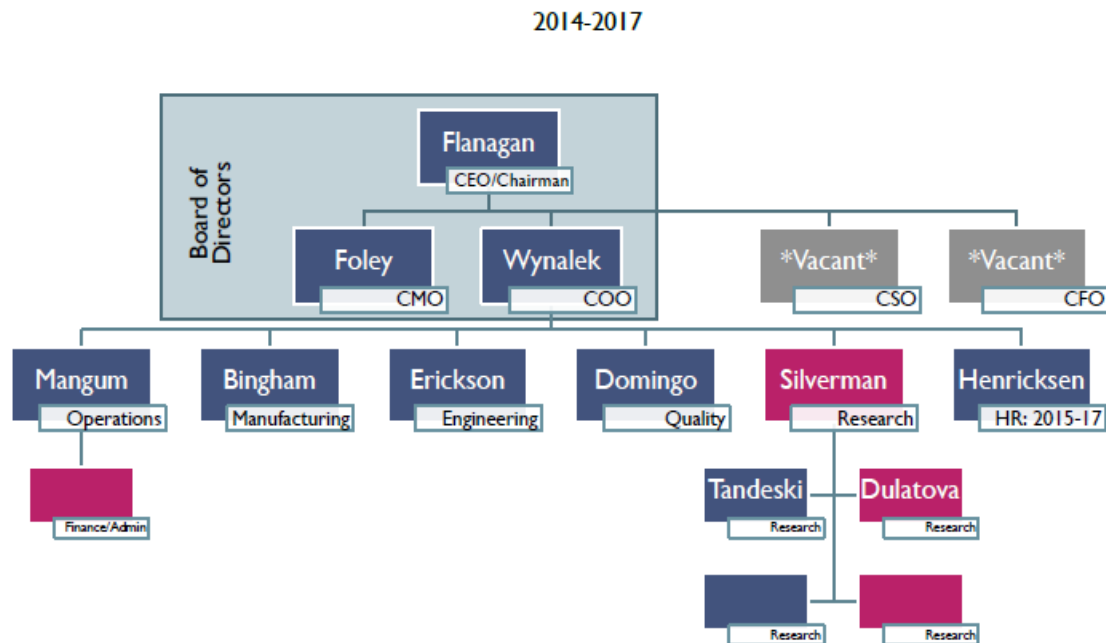 2014-2017
Board of
Directors
Flanagan
CEO/Chairman
Foley
CMO
Wynalek
COO
*Vacant*
CSO
*Vacant*
CFO
Mangum
Operations
Bingham
Manufacturing
Erickson
Engineering
Domingo
Quality
Silverman
Research
Henricksen
HR: 2015-17
Finance/Admin
Tandeski
Research
Dulatova
Research
Research
Research